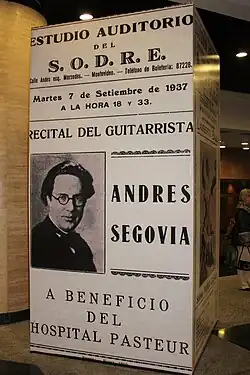 ESTUDIO AUDITORIO
DEL
S. O. D. R. E.
Calle Andes esq. Mercedes. — Montevideo. — Teléfono de Boletería: 87228.
Martes 7 de Setiembre de 1937
A LA HORA 18 y 33.
RECITAL DEL GUITARRISTA
ANDRES
SEGOVIA
A BENEFICIO
DEL
HOSPITAL PASTEUR